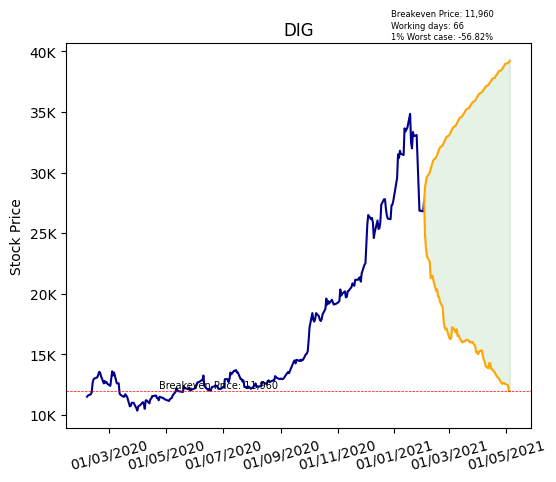 Breakeven Price: 11,960
Working days: 66
1% Worst case: -56.82%
DIG
40K
35K
30K
25K
20K
15K
10K
Stock Price
Breakeven Price: 11,960
01/03/2020 01/05/2020 01/07/2020 01/09/2020 01/11/2020 01/01/2021 01/03/2021 01/05/2021